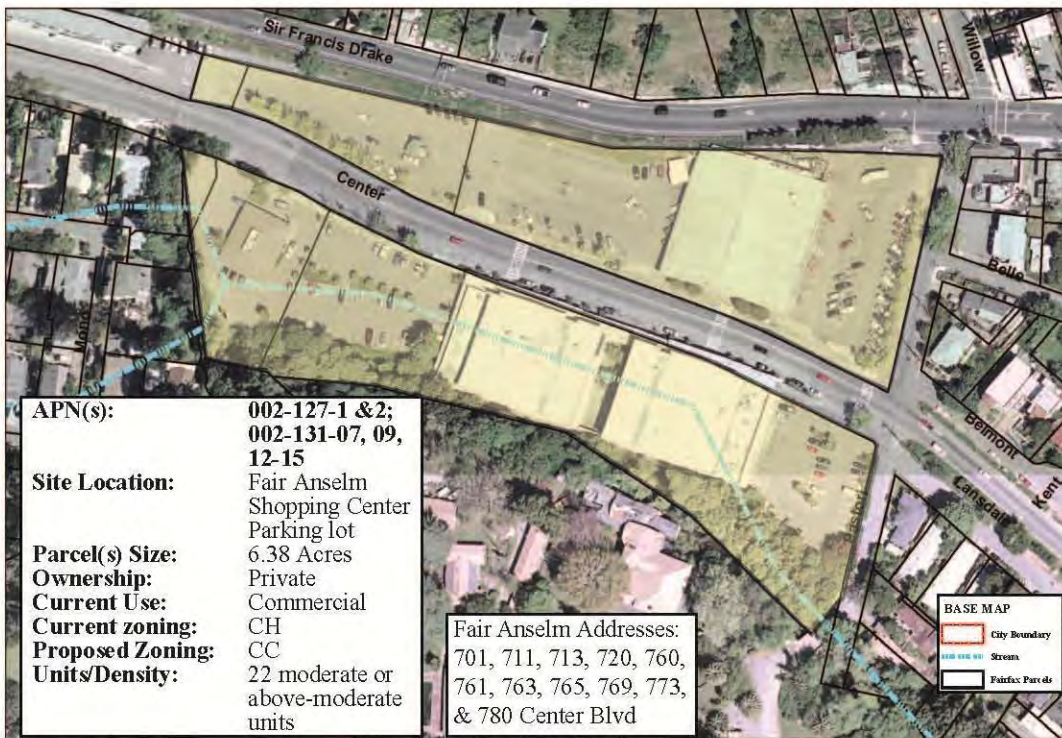 Sir Francis Drake
Willow
Center
Belle
Mono
Belmont
Lansdale
Kent
APN(s): 002-127-1 &2;
002-131-07, 09,
12-15
Site Location: Fair Anselm
Shopping Center
Parking lot
Parcel(s) Size: 6.38 Acres
Ownership: Private
Current Use: Commercial
Current zoning: CH
Proposed Zoning: CC
Units/Density: 22 moderate or
above-moderate
units
Fair Anselm Addresses:
701, 711, 713, 720, 760,
761, 763, 765, 769, 773,
& 780 Center Blvd
BASE MAP
City Boundary
Stream
Fairfax Parcels